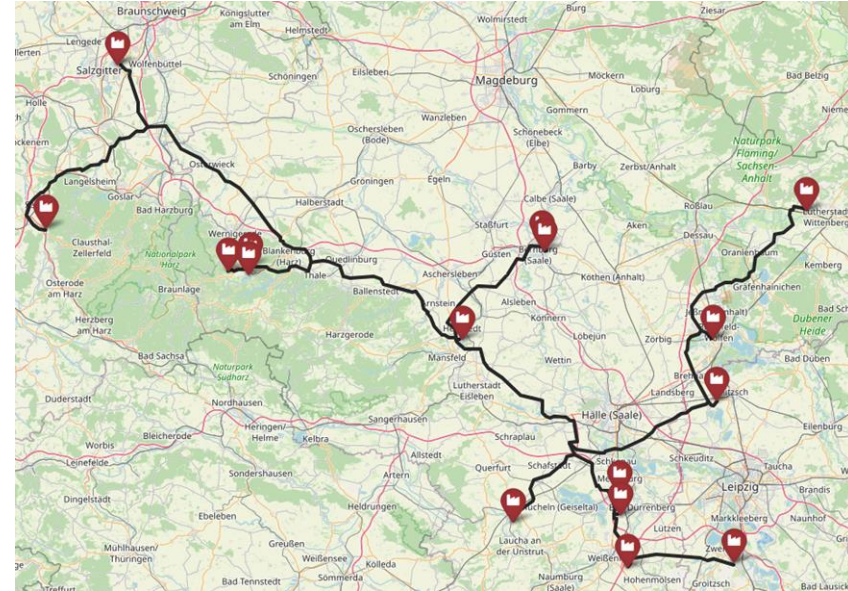 Braunschweig
Königslutter
am Elm
Helmstedt
Wolmirstedt
Burg
Ziesar
Lengede
Wolfenbüttel
Salzgitter
Schöningen
Eilsleben
Magdeburg
Möckern
Loburg
Bad Belzig
Holle
Gommern
Wanzleben
Oschersleben
(Bode)
Schönebeck
(Elbe)
Naturpark
Fläming/
Sachsen-
Anhalt
Osterwieck
Barby
Zerbst/Anhalt
Langelsheim
Goslar
Gröningen
Egeln
Halberstadt
Calbe (Saale)
Bad Harzburg
Roßlau
Lutherstadt
Wittenberg
Staßfurt
Aken
Dessau
Clausthal-
Zellerfeld
Nationalpark
Harz
Blankenburg
(Harz)
Quedlinburg
Güsten
(Saale)
Oranienbaum
Kemberg
Thale
Aschersleben
Köthen (Anhalt)
Osterode
am Harz
Braunlage
Ballenstedt
Gräfenhainichen
Alsleben
Könnern
Herzberg
am Harz
Harzgerode
Löbejün
Zörbig
Dübener
Heide
Bad Sachsa
Mansfeld
Wettin
Bad Düben
Naturpark
Südharz
Lutherstadt
Eisleben
Landsberg
Duderstadt
Nordhausen
Halle (Saale)
Eilenburg
Sangerhausen
Worbis
Bleicherode
Heringen/
Helme
Kelbra
Schraplau
Allstedt
Leinefelde
Querfurt
Schafstädt
Schkeuditz
Taucha
Sondershausen
Artern
Leipzig
Brandis
Dingelstädt
Heldrungen
Mücheln (Geiseltal)
Ebeleben
Lützen
Markkleeberg
Naunhof
Laucha an
der Unstrut
Mühlhausen/
Thüringen
Greußen
Weißensee
Kölleda
Bad Tennstedt
Sömmerda
Naumburg
(Saale)
Hohenmölsen
Groitzsch
Bad Lausick
Treffurt